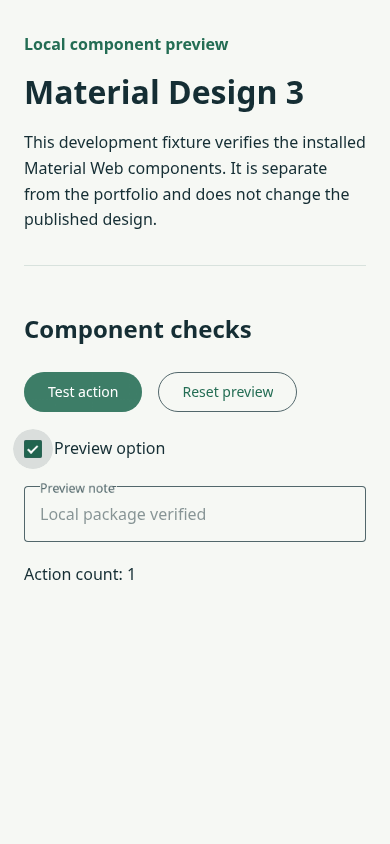 Local component preview
Material Design 3
This development fixture verifies the installed
Material Web components. It is separate
from the portfolio and does not change the
published design.
Component checks
Test action
Reset preview
Preview option
Preview note
Local package verified
Action count: 1